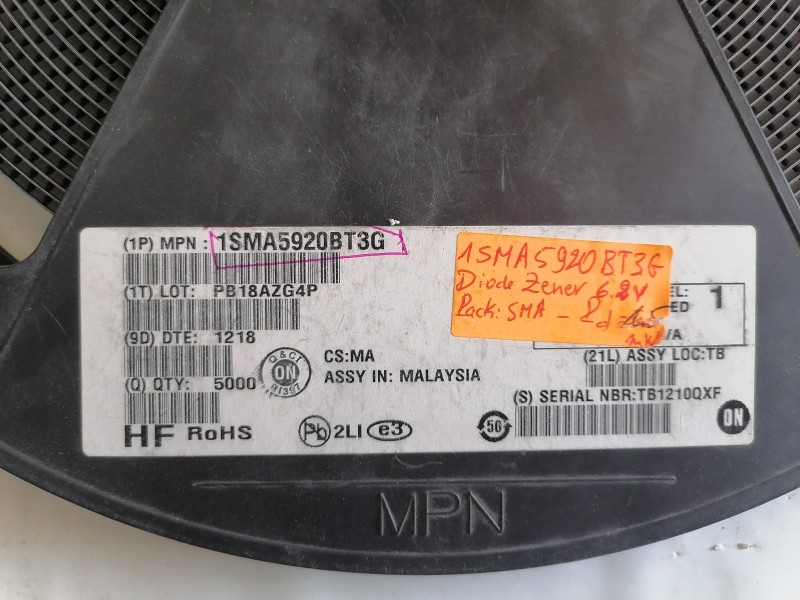 (1P) MPN : 1SMA5920BT3G
(1T) LOT: PB18AZG4P
(9D) DTE: 1218
(Q) QTY: 5000
HF RoHS
Q&CI
ON
CS:MA
ASSY IN: MALAYSIA
Pb 2LI e3
1SMA5920BT3G
Diode Zener 6.2V
Pack: SMA -
EL: 1
ED
/A
(21L) ASSY LOC:TB
(S) SERIAL NBR:TB1210QXF
50
ON
MPN